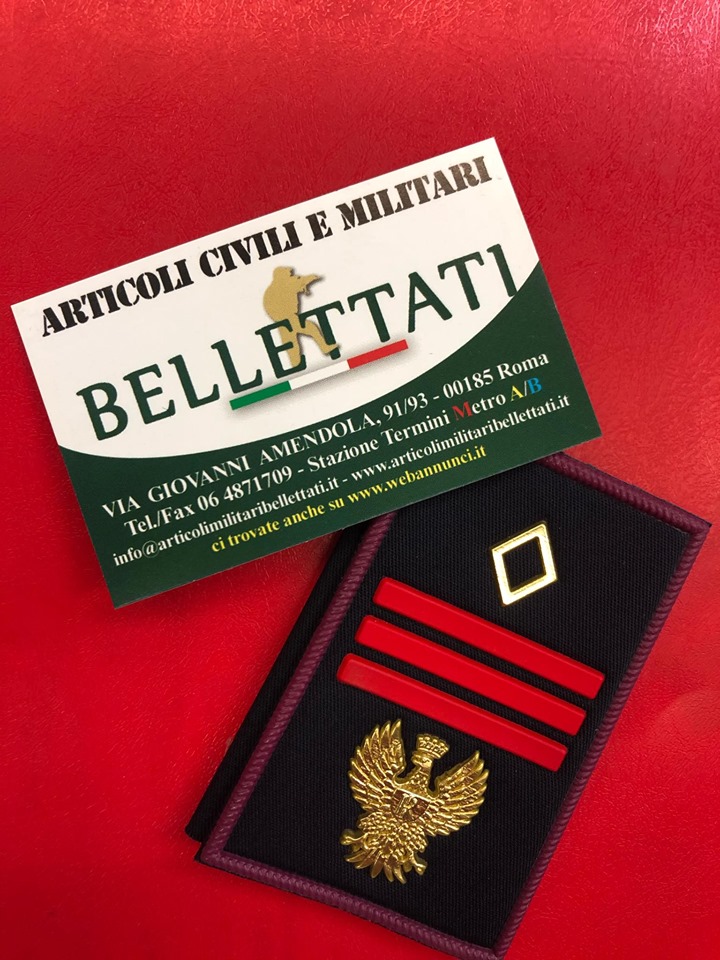 ARTICOLI CIVILI E MILITARI
BELLETTATI
VIA GIOVANNI AMENDOLA, 91/93 - 00185 Roma
Tel./Fax 06 4871709 - Stazione Termini Metro A/B
info@articolimilitaribellettati.it - www.articolimilitaribellettati.it
ci trovate anche su www.webannunci.it